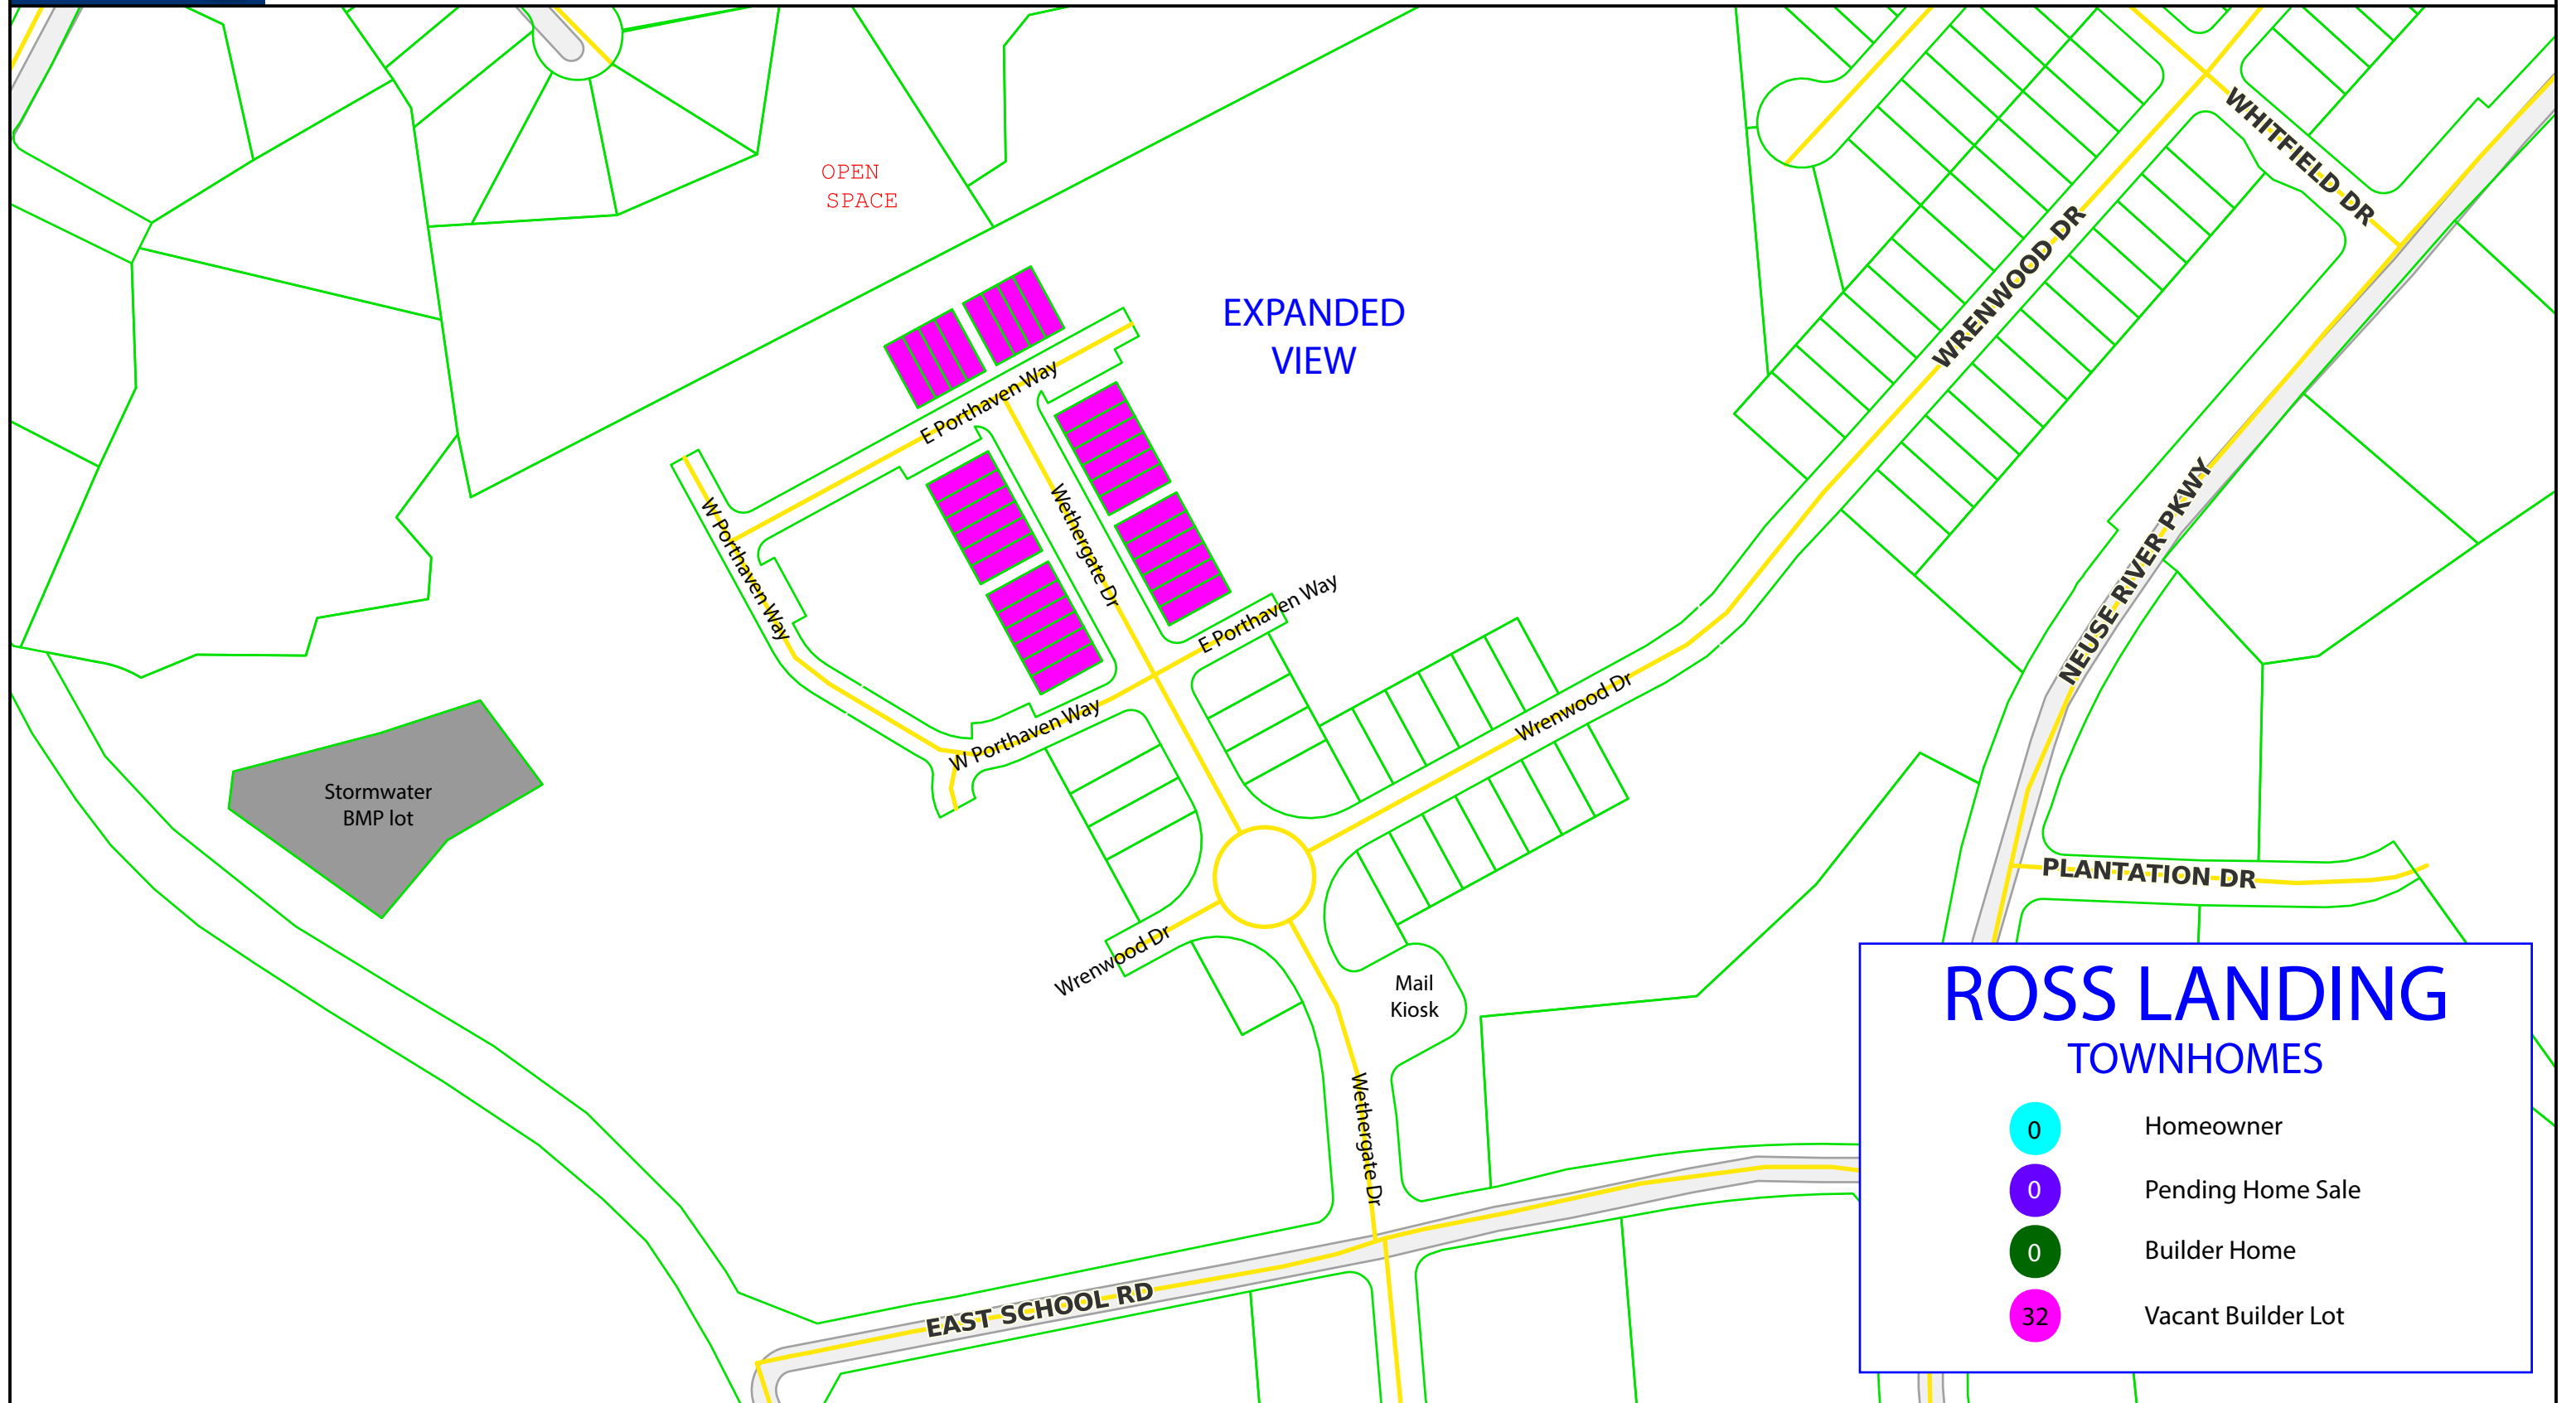 WHITFIELD DR
OPEN
SPACE
WRENWOOD DR
EXPANDED
VIEW
E Porthaven Way
W Porthaven Way
Wethergate Dr
NEUSE RIVER PKWY
E Porthaven Way
W Porthaven Way
Wrenwood Dr
Stormwater
BMP lot
PLANTATION DR
Wrenwood Dr
Mail
Kiosk
Wethergate Dr
EAST SCHOOL RD
ROSS LANDING
TOWNHOMES
0 Homeowner
0 Pending Home Sale
0 Builder Home
32 Vacant Builder Lot